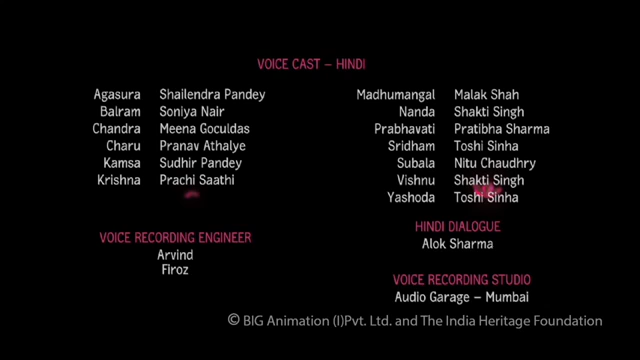 VOICE CAST – HINDI
Agasura Shailendra Pandey
Balram Soniya Nair
Chandra Meena Goculdas
Charu Pranav Athalye
Kamsa Sudhir Pandey
Krishna Prachi Saathi
Madhumangal Malak Shah
Nanda Shakti Singh
Prabhavati Pratibha Sharma
Sridham Toshi Sinha
Subala Nitu Chaudhry
Vishnu Shakti Singh
Yashoda Toshi Sinha
VOICE RECORDING ENGINEER
Arvind
Firoz
HINDI DIALOGUE
Alok Sharma
VOICE RECORDING STUDIO
Audio Garage – Mumbai
© BIG Animation (I)Pvt. Ltd. and The India Heritage Foundation